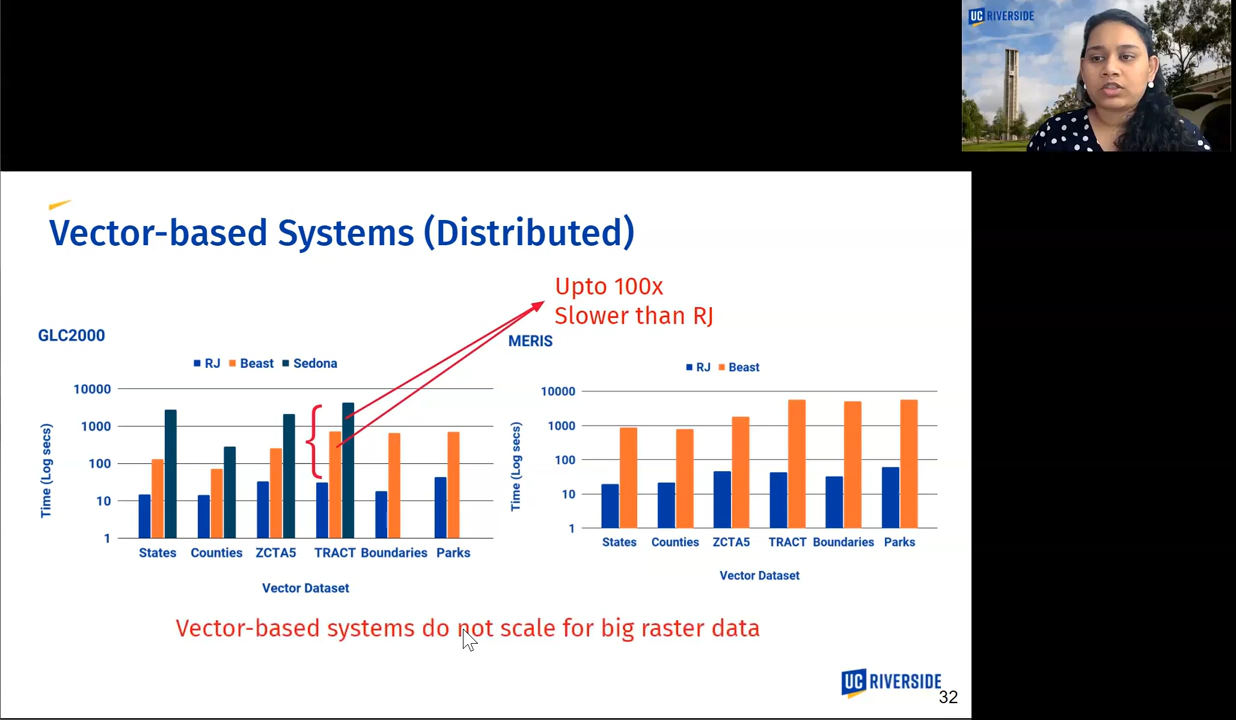 UC RIVERSIDE
Vector-based Systems (Distributed)
Upto 100x
Slower than RJ
GLC2000
RJ Beast Sedona
10000
1000
100
10
1
Time (Log secs)
States Counties ZCTA5 TRACT Boundaries Parks
Vector Dataset
MERIS
RJ Beast
10000
1000
100
10
1
Time (Log secs)
States Counties ZCTA5 TRACT Boundaries Parks
Vector Dataset
Vector-based systems do not scale for big raster data
UC RIVERSIDE
32